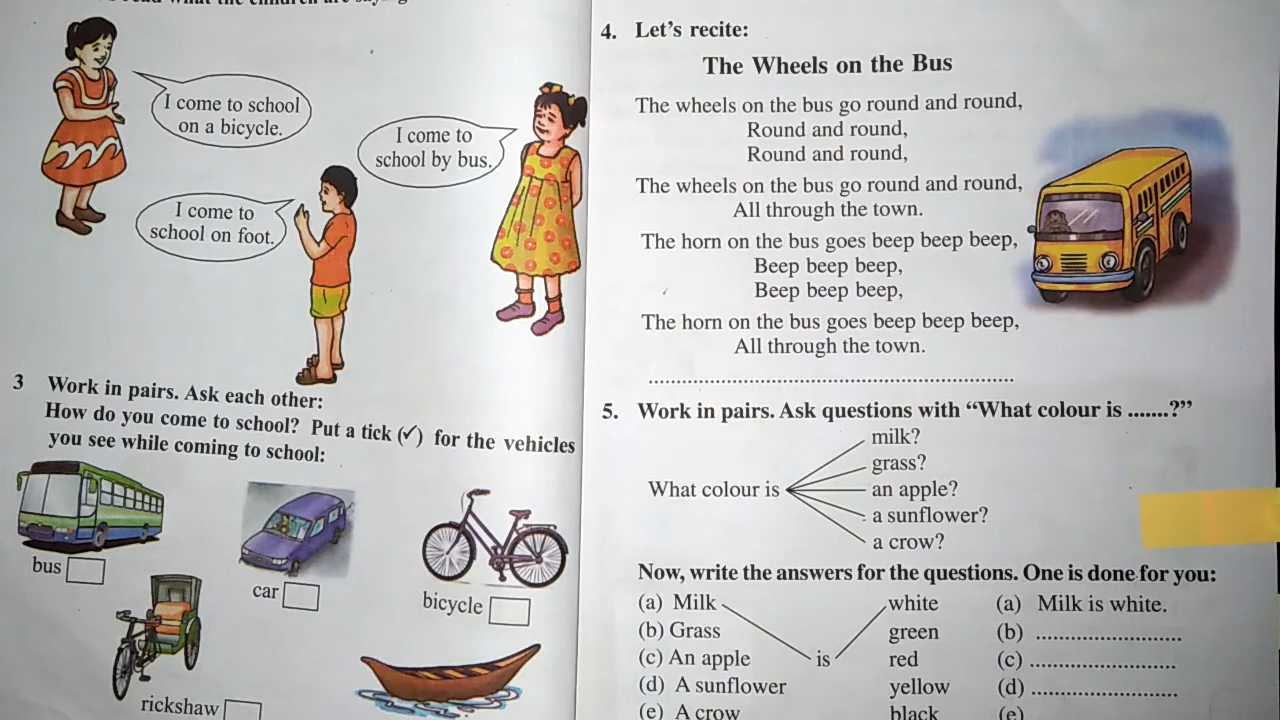 I come to school
on a bicycle.
I come to
school by bus.
I come to
school on foot.
3 Work in pairs. Ask each other:
How do you come to school? Put a tick (✓) for the vehicles
you see while coming to school:
bus
car
bicycle
rickshaw
4. Let's recite:
The Wheels on the Bus
The wheels on the bus go round and round,
Round and round,
Round and round,
The wheels on the bus go round and round,
All through the town.
The horn on the bus goes beep beep beep,
Beep beep beep,
Beep beep beep,
The horn on the bus goes beep beep beep,
All through the town.
..................................................................
5. Work in pairs. Ask questions with “What colour is .......?”
What colour is
milk?
grass?
an apple?
a sunflower?
a crow?
Now, write the answers for the questions. One is done for you:
(a) Milk white (a) Milk is white.
(b) Grass green (b) ..........................
(c) An apple is red (c) ..........................
(d) A sunflower yellow (d) ..........................
(e) A crow black (e)